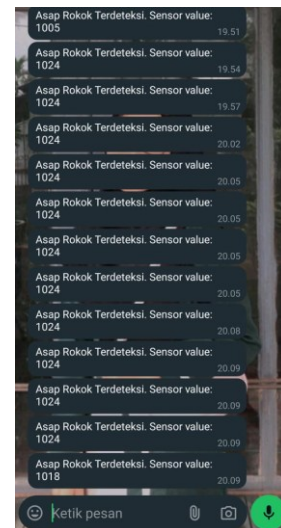 Asap Rokok Terdeteksi. Sensor value:
1005
19.51
Asap Rokok Terdeteksi. Sensor value:
1024
19.54
Asap Rokok Terdeteksi. Sensor value:
1024
19.57
Asap Rokok Terdeteksi. Sensor value:
1024
20.02
Asap Rokok Terdeteksi. Sensor value:
1024
20.05
Asap Rokok Terdeteksi. Sensor value:
1024
20.05
Asap Rokok Terdeteksi. Sensor value:
1024
20.05
Asap Rokok Terdeteksi. Sensor value:
1024
20.05
Asap Rokok Terdeteksi. Sensor value:
1024
20.08
Asap Rokok Terdeteksi. Sensor value:
1024
20.09
Asap Rokok Terdeteksi. Sensor value:
1024
20.09
Asap Rokok Terdeteksi. Sensor value:
1024
20.09
Asap Rokok Terdeteksi. Sensor value:
1018
20.09
Ketik pesan